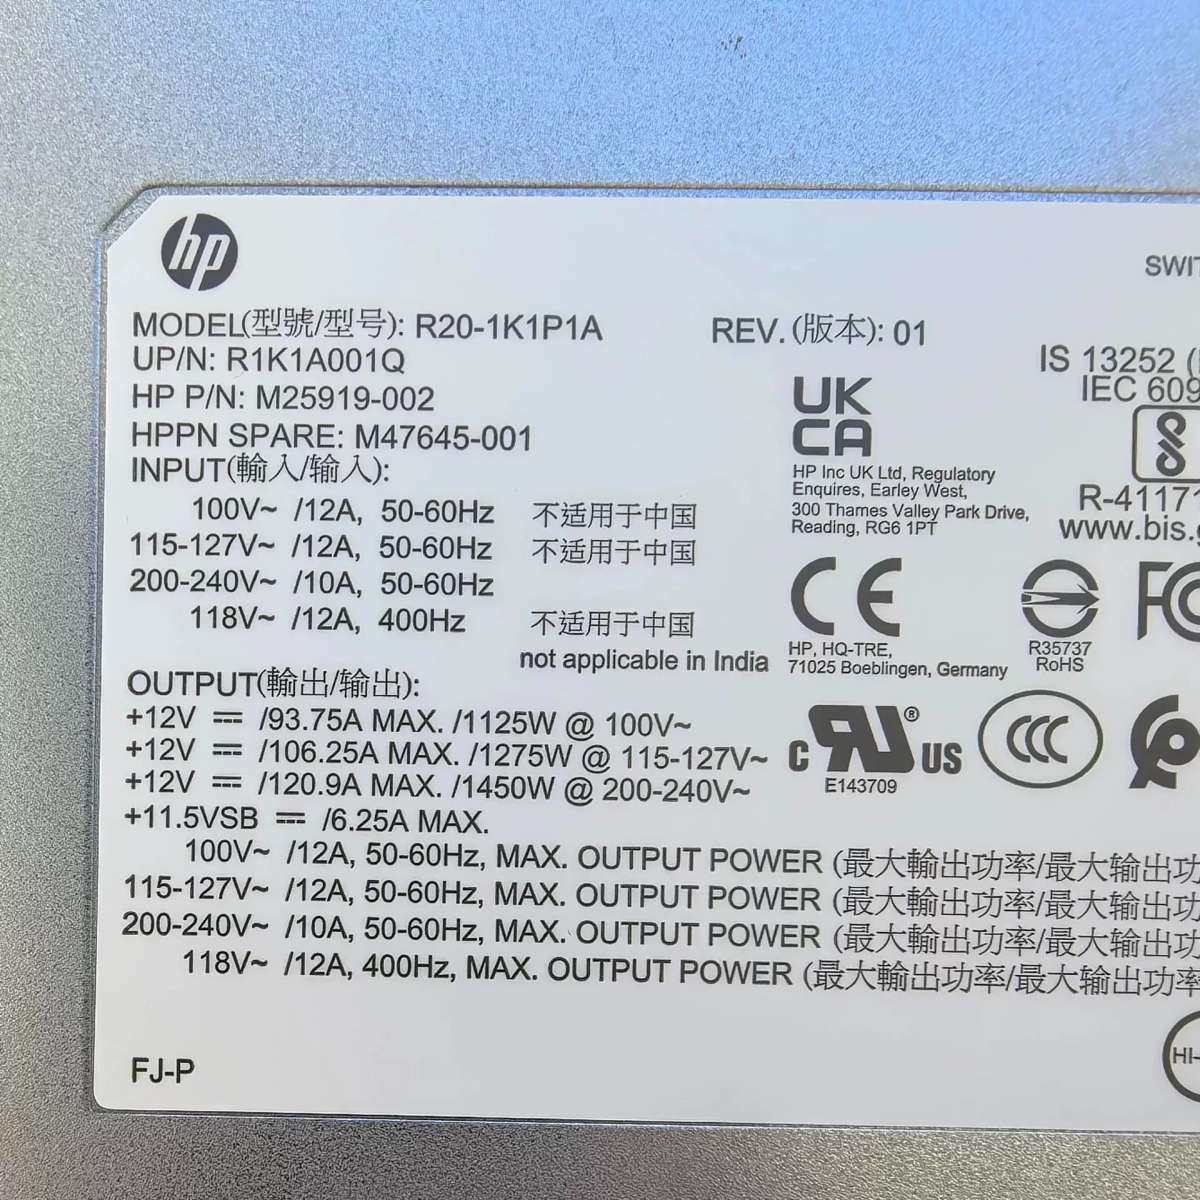 hp
SWIT
MODEL(型號/型号): R20-1K1P1A
REV. (版本): 01
UP/N: R1K1A001Q
IS 13252 (
HP P/N: M25919-002
IEC 609
UK
CA
HPPN SPARE: M47645-001
INPUT(輸入/输入):
HP Inc UK Ltd, Regulatory
Enquires, Earley West,
300 Thames Valley Park Drive,
Reading, RG6 1PT
R-4117
www.bis.g
100V~ /12A, 50-60Hz 不适用于中国
115-127V~ /12A, 50-60Hz 不适用于中国
200-240V~ /10A, 50-60Hz
118V~ /12A, 400Hz 不适用于中国
not applicable in India
CE
FC
HP, HQ-TRE,
71025 Boeblingen, Germany
R35737
RoHS
OUTPUT(輸出/输出):
+12V ⎓ /93.75A MAX. /1125W @ 100V~
+12V ⎓ /106.25A MAX. /1275W @ 115-127V~
+12V ⎓ /120.9A MAX. /1450W @ 200-240V~
+11.5VSB ⎓ /6.25A MAX.
c RU ® US
E143709
CCC
100V~ /12A, 50-60Hz, MAX. OUTPUT POWER (最大輸出功率/最大输出功
115-127V~ /12A, 50-60Hz, MAX. OUTPUT POWER (最大輸出功率/最大输出功
200-240V~ /10A, 50-60Hz, MAX. OUTPUT POWER (最大輸出功率/最大输出功
118V~ /12A, 400Hz, MAX. OUTPUT POWER (最大輸出功率/最大输出功率
HI-
FJ-P